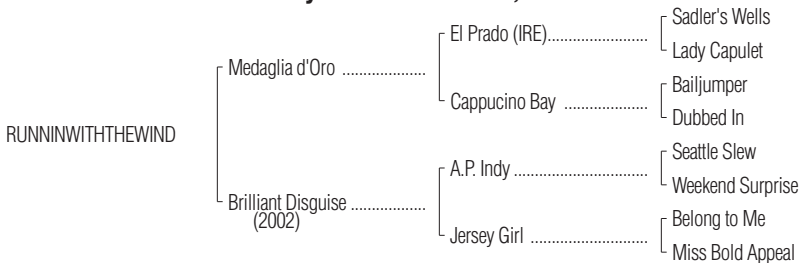 Sadler's Wells
El Prado (IRE)
Lady Capulet
Medaglia d'Oro
Bailjumper
Cappucino Bay
Dubbed In
RUNNINWITHTHEWIND
Seattle Slew
A.P. Indy
Weekend Surprise
Brilliant Disguise
(2002)
Belong to Me
Jersey Girl
Miss Bold Appeal